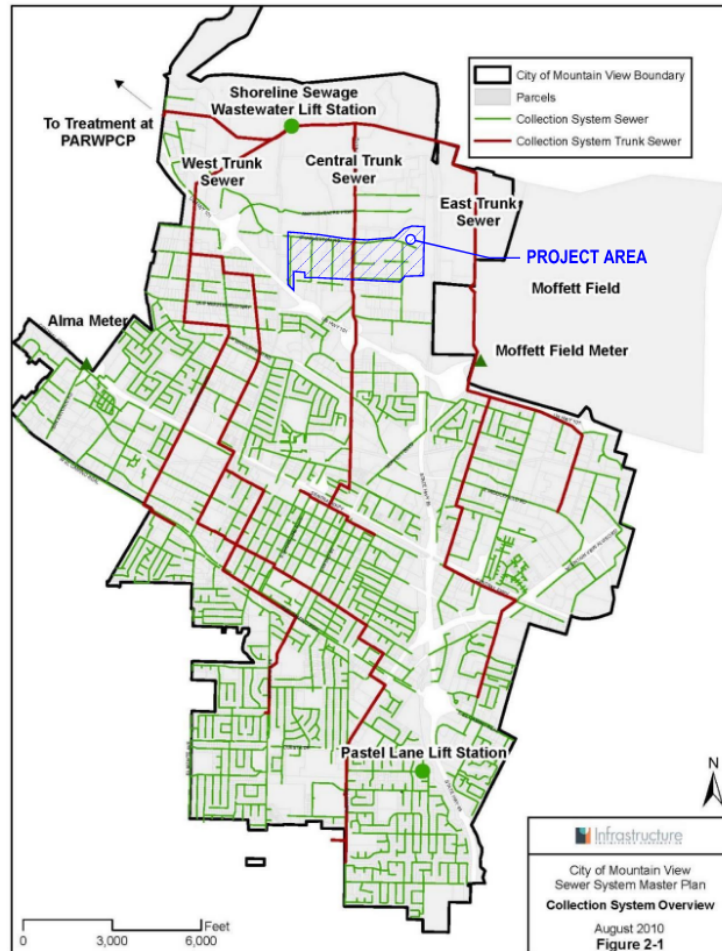 City of Mountain View Boundary
Parcels
Collection System Sewer
Collection System Trunk Sewer
Shoreline Sewage
Wastewater Lift Station
To Treatment at
PARWPCP
West Trunk
Sewer
Central Trunk
Sewer
East Trunk
Sewer
PROJECT AREA
Moffett Field
Alma Meter
Moffett Field Meter
Pastel Lane Lift Station
N
Infrastructure
City of Mountain View
Sewer System Master Plan
Collection System Overview
August 2010
Figure 2-1
Feet
0 3,000 6,000